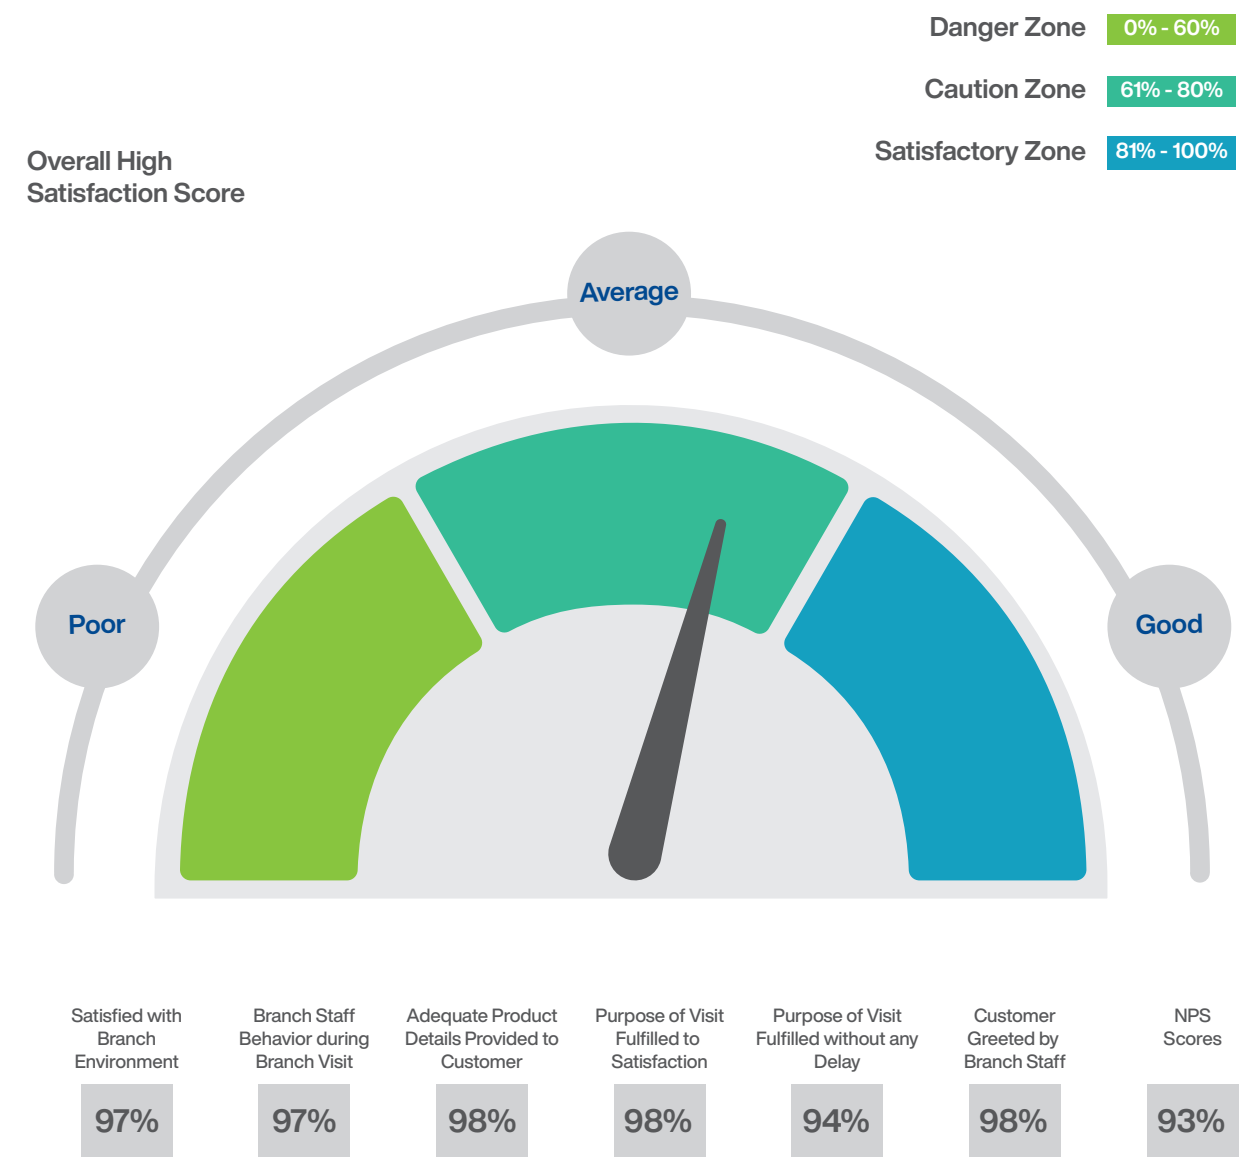 Danger Zone 0% - 60%
Caution Zone 61% - 80%
Satisfactory Zone 81% - 100%
Overall High
Satisfaction Score
Average
Poor
Good
Satisfied with
Branch
Environment
97%
Branch Staff
Behavior during
Branch Visit
97%
Adequate Product
Details Provided to
Customer
98%
Purpose of Visit
Fulfilled to
Satisfaction
98%
Purpose of Visit
Fulfilled without any
Delay
94%
Customer
Greeted by
Branch Staff
98%
NPS
Scores
93%